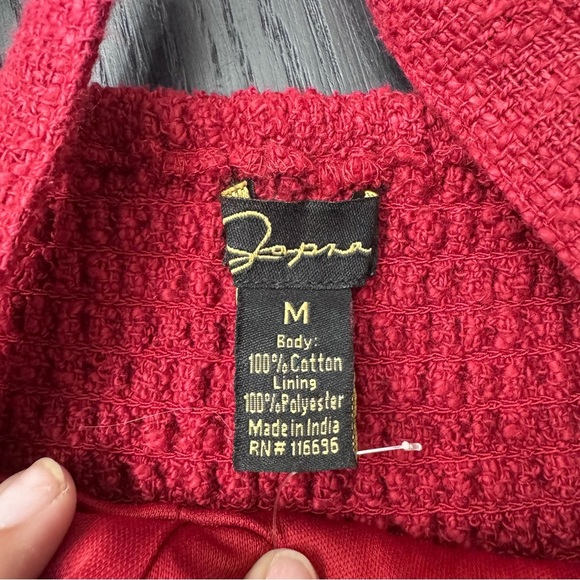 Japna
M
Body:
100% Cotton
Lining
100% Polyester
Made in India
RN# 116696